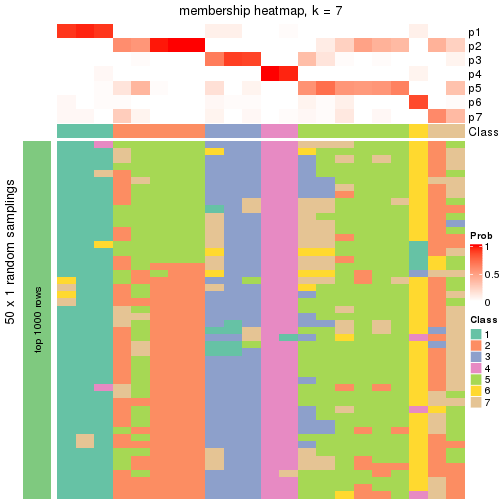 membership heatmap, k = 7
p1
p2
p3
p4
p5
p6
p7
Class
50 x 1 random samplings
top 1000 rows
Prob
1
0.5
0
Class
1
2
3
4
5
6
7